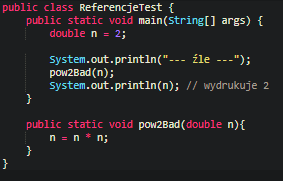 public class ReferencjeTest {
    public static void main(String[] args) {
        double n = 2;

        System.out.println("--- źle ---");
        pow2Bad(n);
        System.out.println(n); // wydrukuje 2
    }

    public static void pow2Bad(double n){
        n = n * n;
    }
}